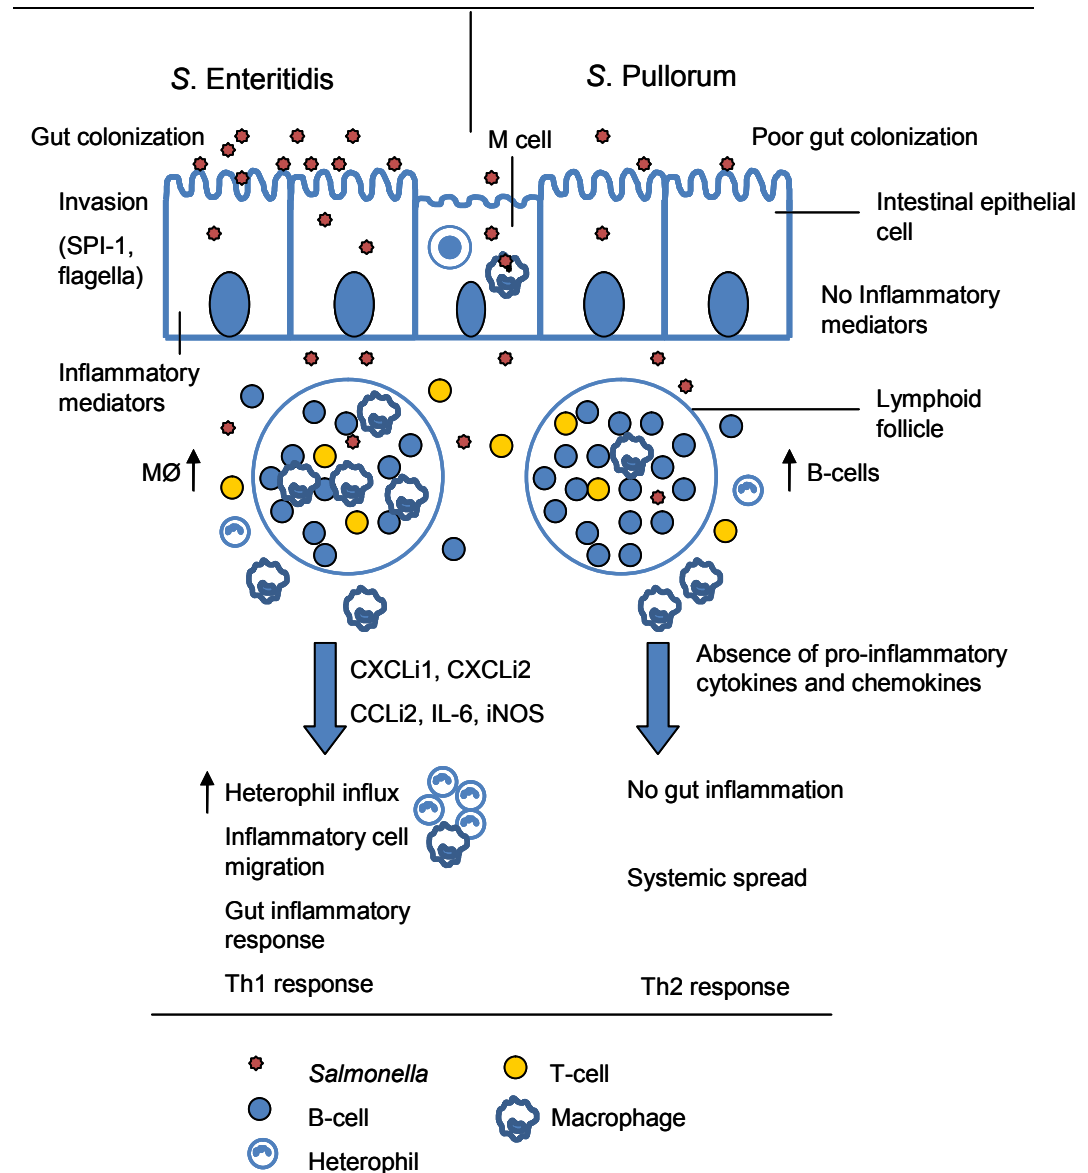 S. Enteritidis
S. Pullorum
Gut colonization
M cell
Poor gut colonization
Invasion
(SPI-1,
flagella)
Intestinal epithelial
cell
No Inflammatory
mediators
Inflammatory
mediators
Lymphoid
follicle
MØ
B-cells
CXCLi1, CXCLi2
CCLi2, IL-6, iNOS
Absence of pro-inflammatory
cytokines and chemokines
Heterophil influx
Inflammatory cell
migration
Gut inflammatory
response
Th1 response
No gut inflammation
Systemic spread
Th2 response
Salmonella
T-cell
B-cell
Macrophage
Heterophil